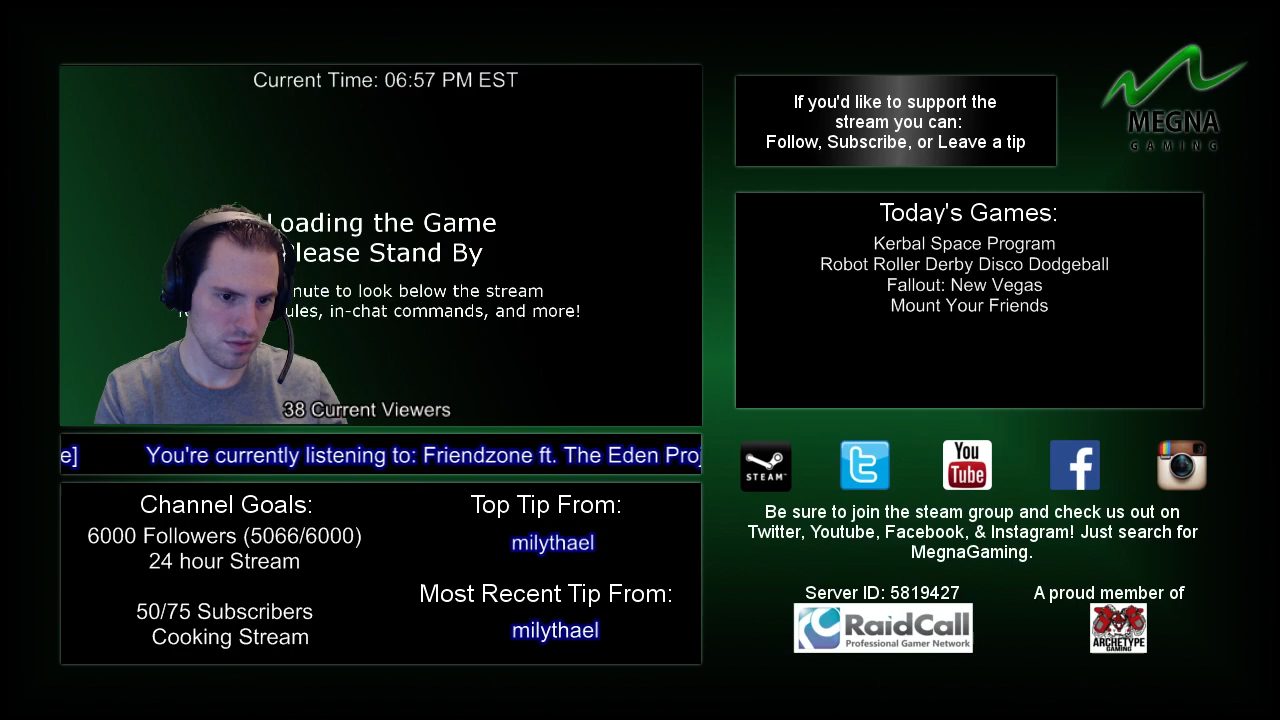 Current Time: 06:57 PM EST
oading the Game
lease Stand By
nute to look below the stream
ules, in-chat commands, and more!
38 Current Viewers
e] You're currently listening to: Friendzone ft. The Eden Proj
Channel Goals:
6000 Followers (5066/6000)
24 hour Stream
50/75 Subscribers
Cooking Stream
Top Tip From:
milythael
Most Recent Tip From:
milythael
If you'd like to support the
stream you can:
Follow, Subscribe, or Leave a tip
MEGNA
GAMING
Today's Games:
Kerbal Space Program
Robot Roller Derby Disco Dodgeball
Fallout: New Vegas
Mount Your Friends
STEAM™
You
Tube
Be sure to join the steam group and check us out on
Twitter, Youtube, Facebook, & Instagram! Just search for
MegnaGaming.
Server ID: 5819427
RaidCall
Professional Gamer Network
A proud member of
ARCHETYPE
GAMING